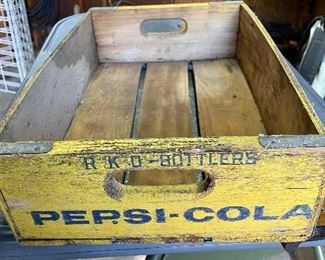 R K O - BOTTLERS
PEPSI-COLA